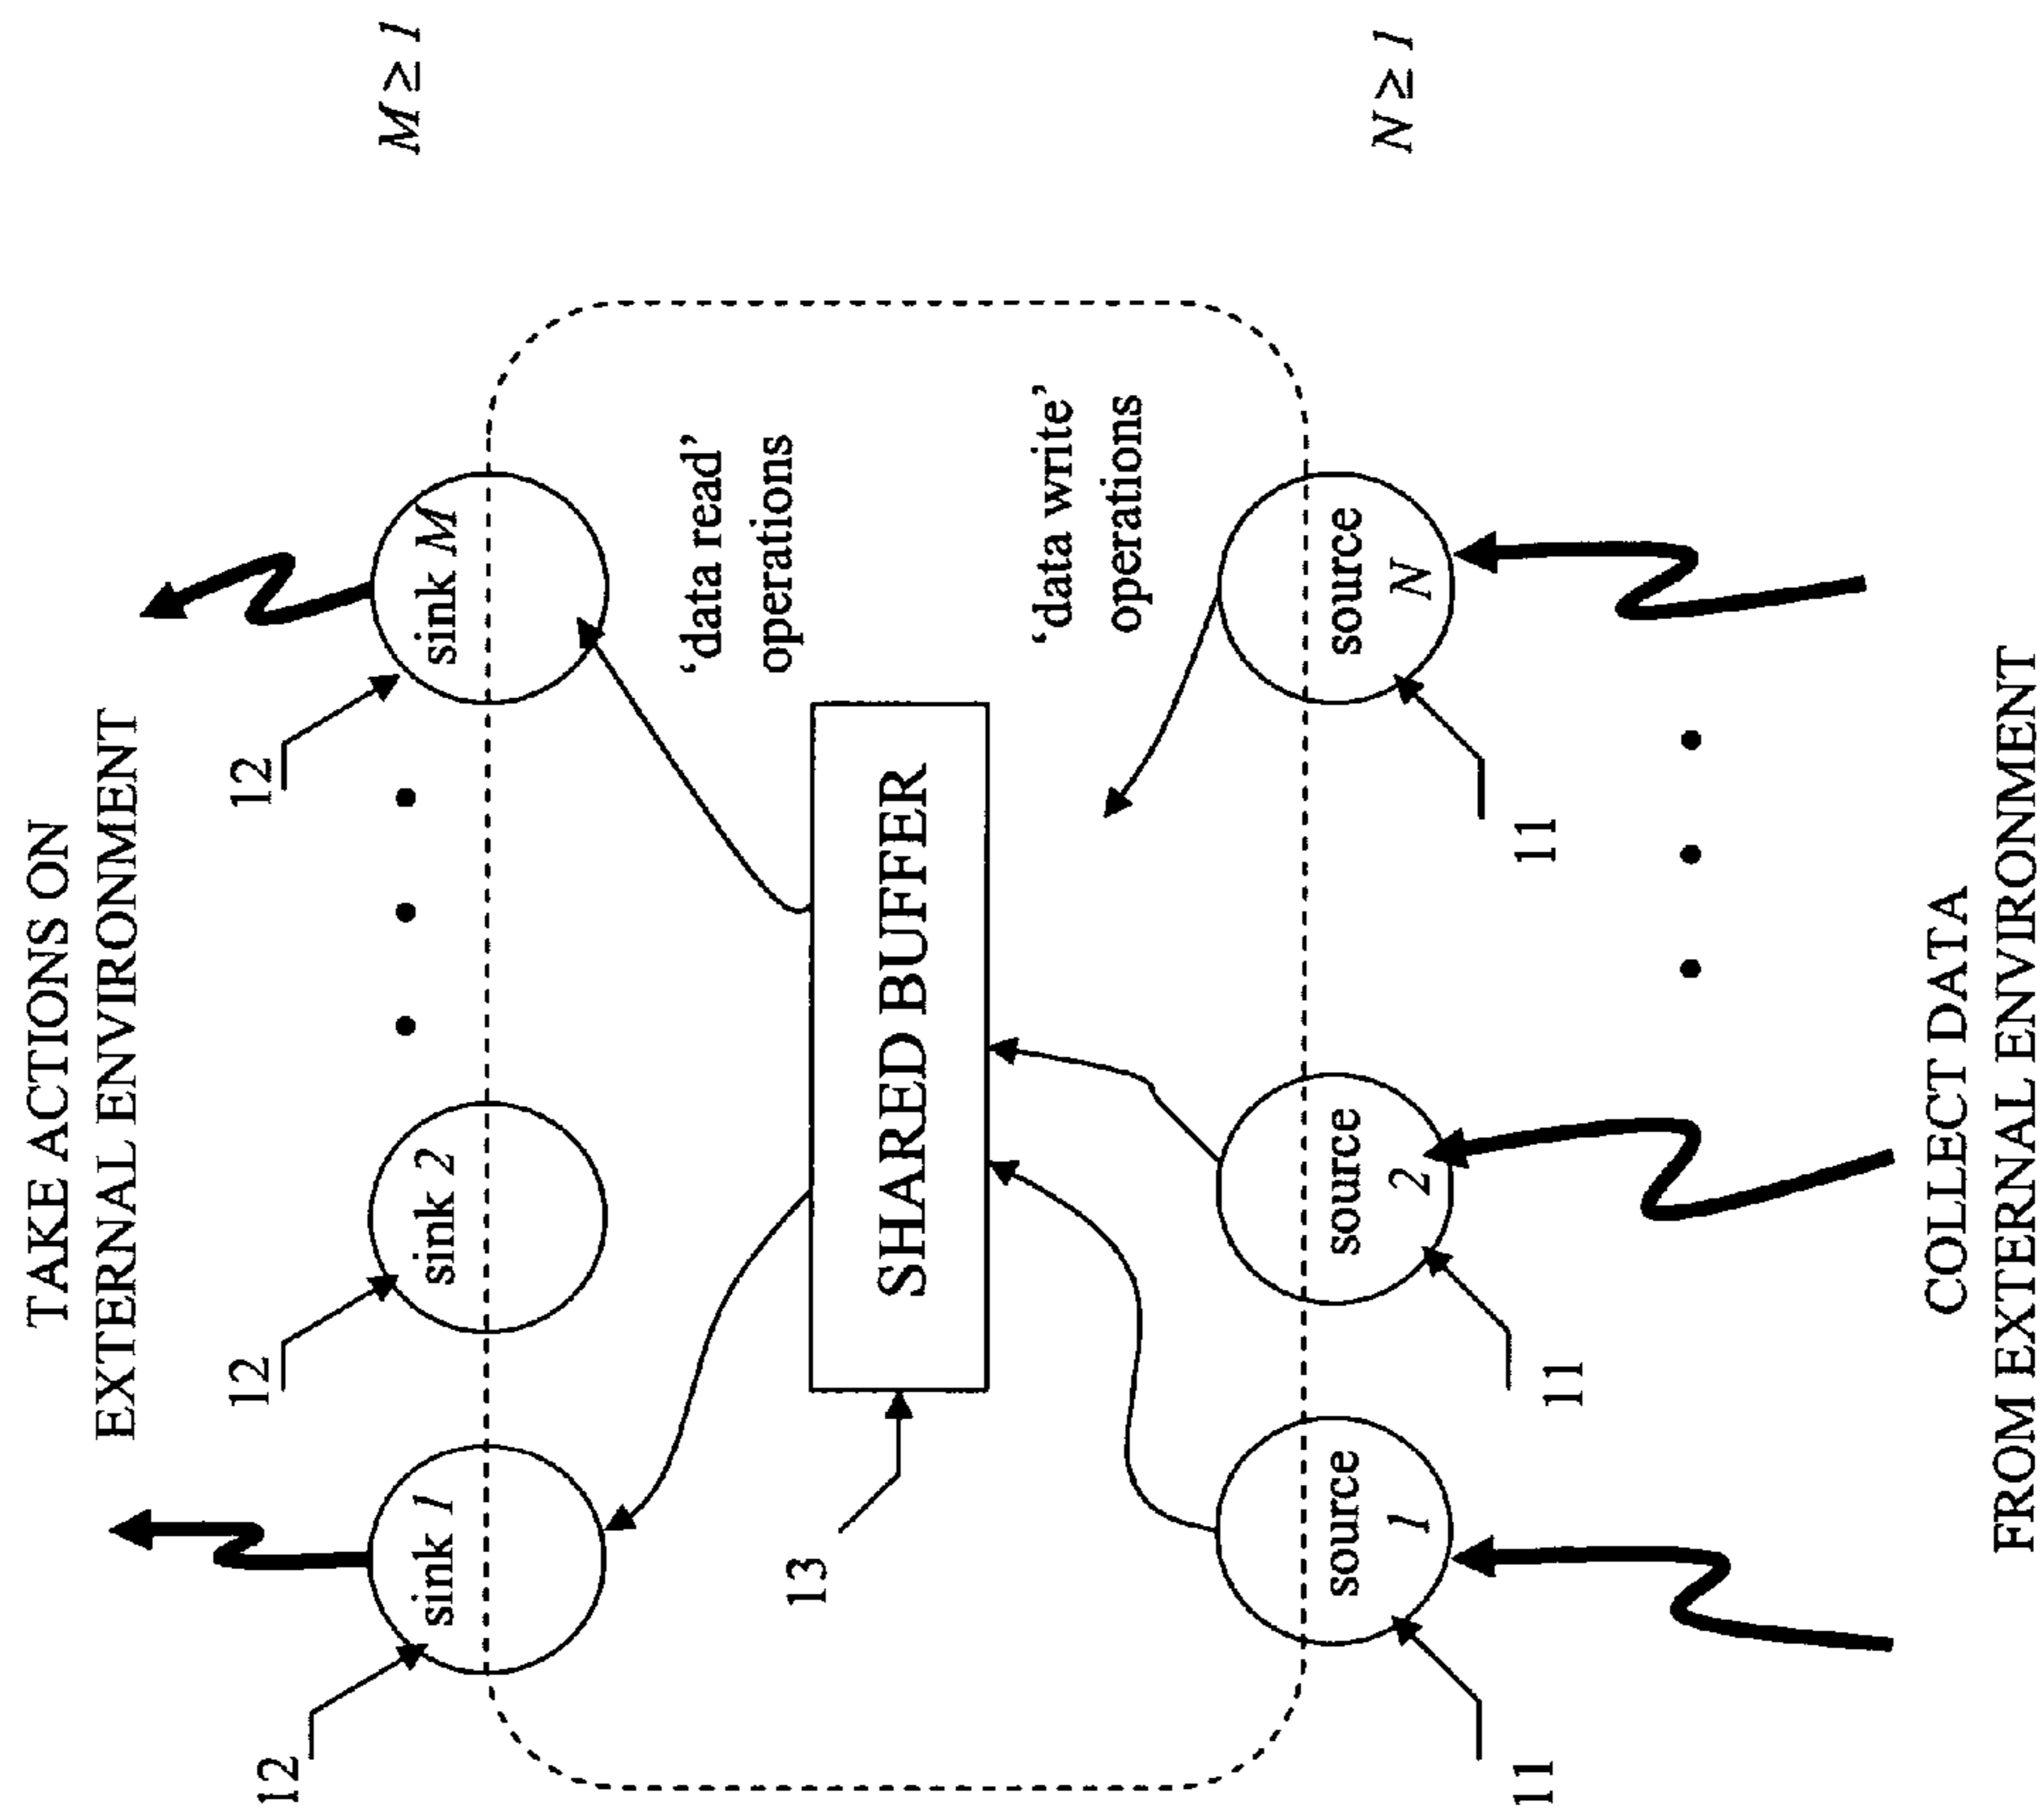 TAKE ACTIONS ON
EXTERNAL ENVIRONMENT
12
12
12
sink 1
sink 2
sink M
M ≥ 1
‘data read’
operations
13
SHARED BUFFER
‘data write’
operations
source
1
source
2
source
N
N ≥ 1
11
11
11
COLLECT DATA
FROM EXTERNAL ENVIRONMENT